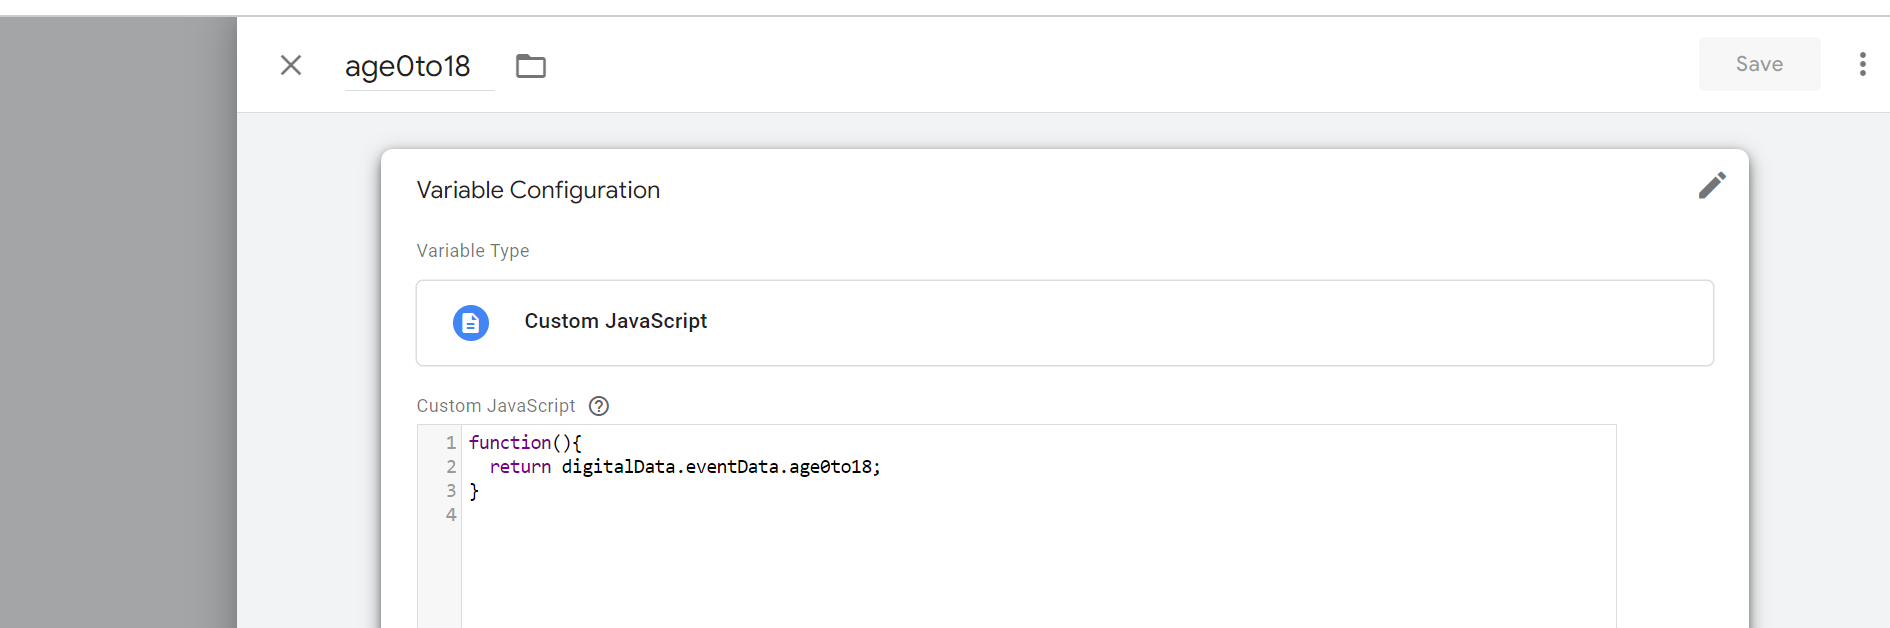 age0to18
Save
Variable Configuration
Variable Type
Custom JavaScript
Custom JavaScript ?
1 function(){
2   return digitalData.eventData.age0to18;
3 }
4